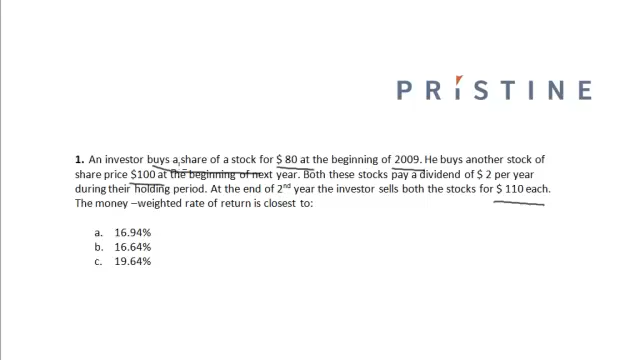 PRISTINE
1. An investor buys a share of a stock for $ 80 at the beginning of 2009. He buys another stock of
share price $100 at the beginning of next year. Both these stocks pay a dividend of $ 2 per year
during their holding period. At the end of 2nd year the investor sells both the stocks for $ 110 each.
The money –weighted rate of return is closest to:
a. 16.94%
b. 16.64%
c. 19.64%